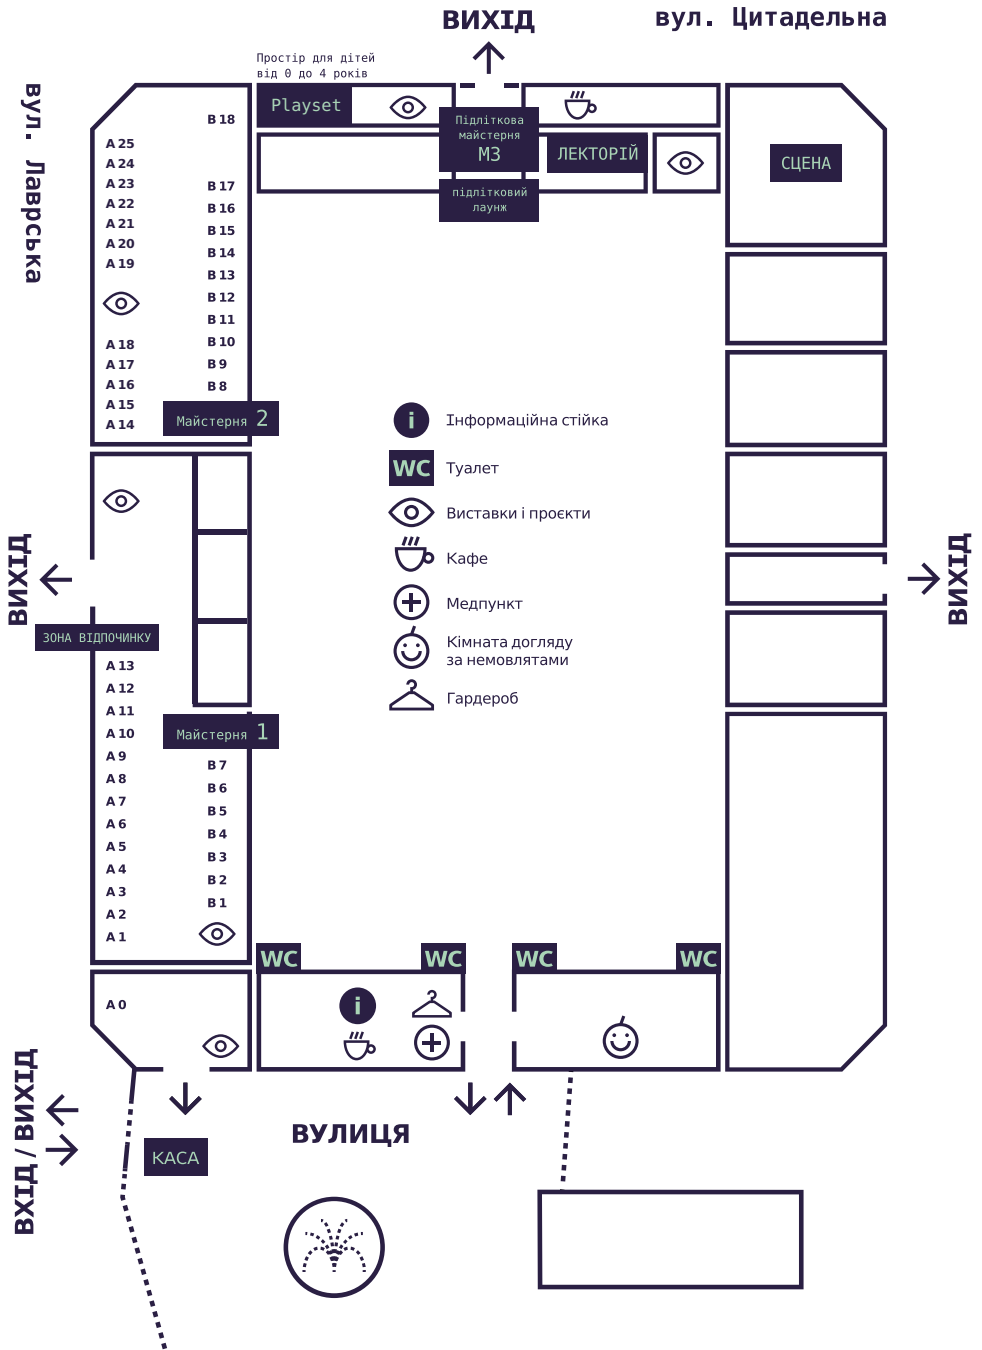 ВИХІД
вул. Цитадельна
вул. Лаврська
Простір для дітей
від 0 до 4 років
Playset
Підліткова
майстерня
М3
ЛЕКТОРІЙ
підлітковий
лаунж
СЦЕНА
B 18
A 25
A 24
A 23
A 22
A 21
A 20
A 19
B 17
B 16
B 15
B 14
B 13
B 12
B 11
B 10
B 9
B 8
A 18
A 17
A 16
A 15
A 14
Майстерня 2
i Інформаційна стійка
WC Туалет
Виставки і проєкти
Кафе
Медпункт
Кімната догляду
за немовлятами
Гардероб
ВИХІД
ВИХІД
ЗОНА ВІДПОЧИНКУ
A 13
A 12
A 11
A 10
A 9
A 8
A 7
A 6
A 5
A 4
A 3
A 2
A 1
Майстерня 1
B 7
B 6
B 5
B 4
B 3
B 2
B 1
WC
WC
WC
WC
A 0
i
ВХІД / ВИХІД
КАСА
ВУЛИЦЯ